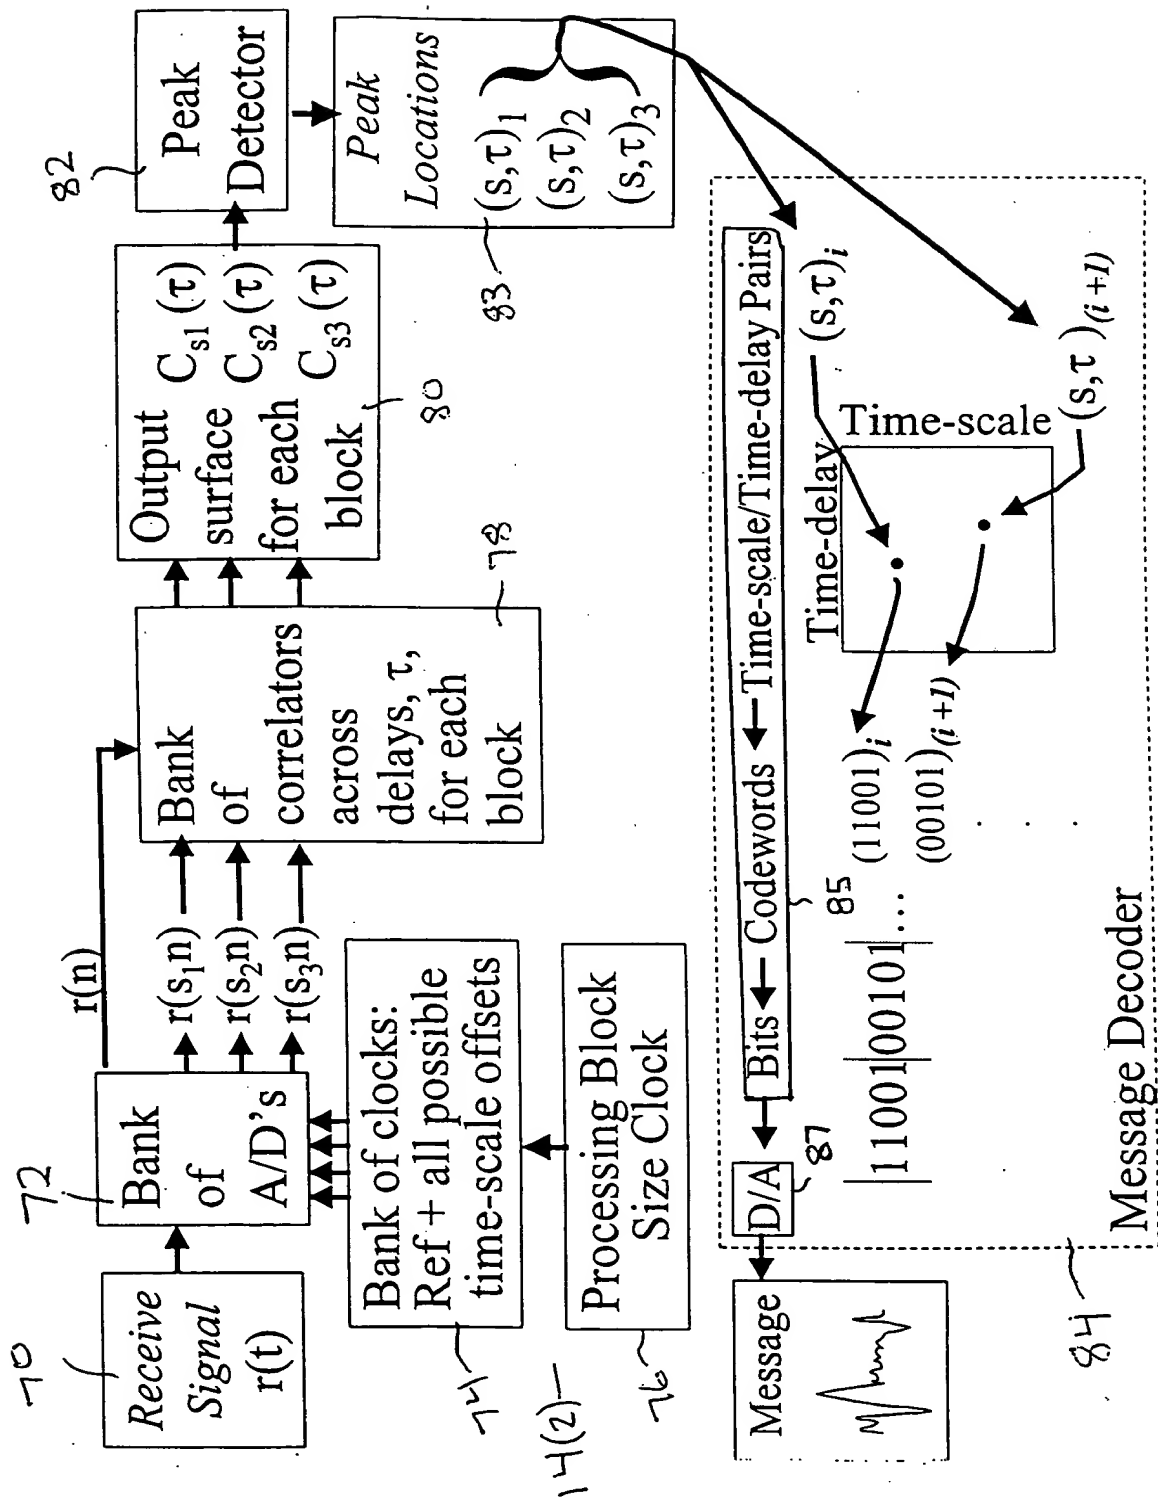 70
Receive
Signal
r(t)
72
Bank
of
A/D's
r(n)
r(s₁n)
r(s₂n)
r(s₃n)
74
Bank of clocks:
Ref + all possible
time-scale offsets
14(2)
76
Processing Block
Size Clock
Bank
of
correlators
across
delays, τ,
for each
block
78
Output
surface
for each
block
Cₛ₁(τ)
Cₛ₂(τ)
Cₛ₃(τ)
80
82
Peak
Detector
Peak
Locations
(s,τ)₁
(s,τ)₂
(s,τ)₃
83
Message
D/A
87
Bits ← Codewords ← Time-scale/Time-delay Pairs
85
11001|00101|...
(11001)i
(00101)(i+1)
. . .
Time-delay
Time-scale
(s,τ)i
(s,τ)(i+1)
Message Decoder
84